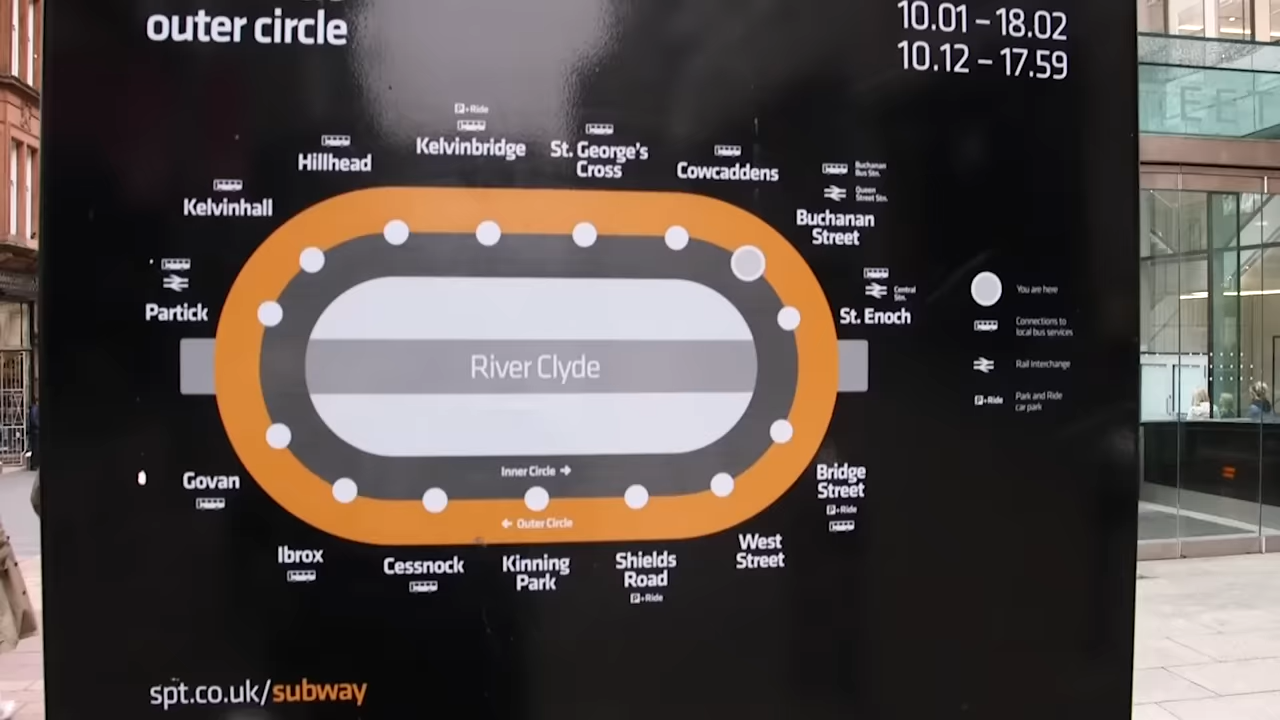 outer circle
10.01 – 18.02
10.12 – 17.59
P+Ride
Kelvinbridge
St. George's
Cross
Hillhead
Cowcaddens
Buchanan
Bus Stn.
Queen
Street Stn.
Buchanan
Street
Kelvinhall
Partick
Central
Stn.
St. Enoch
You are here
Connections to
local bus services
Rail interchange
P+Ride
Park and Ride
car park
River Clyde
Inner Circle →
← Outer Circle
Govan
Bridge
Street
P+Ride
Ibrox
Cessnock
Kinning
Park
Shields
Road
P+Ride
West
Street
spt.co.uk/subway